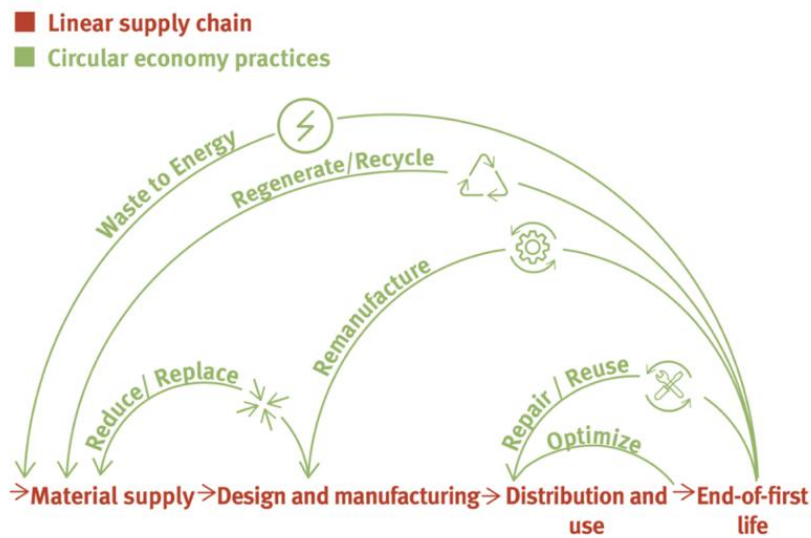 Linear supply chain
Circular economy practices
Waste to Energy
Regenerate/Recycle
Remanufacture
Reduce/ Replace
Repair / Reuse
Optimize
Material supply
Design and manufacturing
Distribution and
use
End-of-first
life